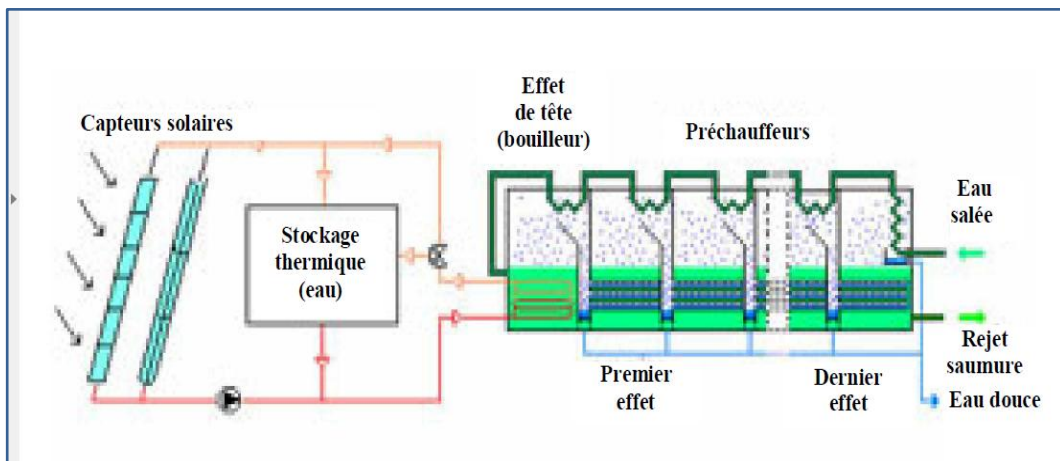 Capteurs solaires
Effet
de tête
(bouilleur)
Préchauffeurs
Stockage
thermique
(eau)
Eau
salée
Premier
effet
Dernier
effet
Rejet
saumure
Eau douce